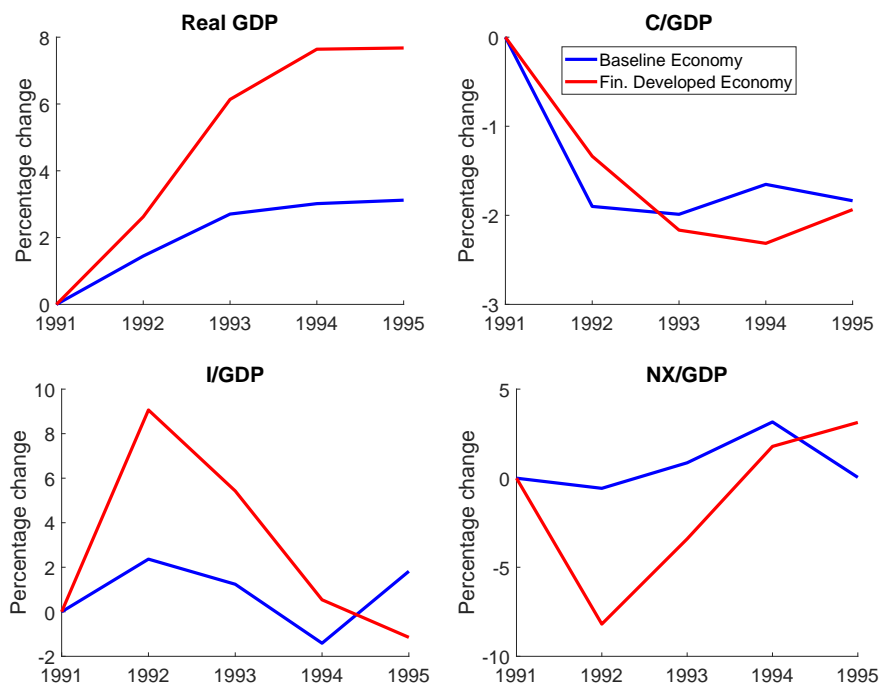 Real GDP
Percentage change
8
6
4
2
0
1991 1992 1993 1994 1995
C/GDP
Baseline Economy
Fin. Developed Economy
Percentage change
0
-1
-2
-3
1991 1992 1993 1994 1995
I/GDP
Percentage change
10
8
6
4
2
0
-2
1991 1992 1993 1994 1995
NX/GDP
Percentage change
5
0
-5
-10
1991 1992 1993 1994 1995